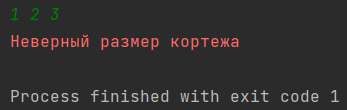 1 2 3
Неверный размер кортежа
Process finished with exit code 1